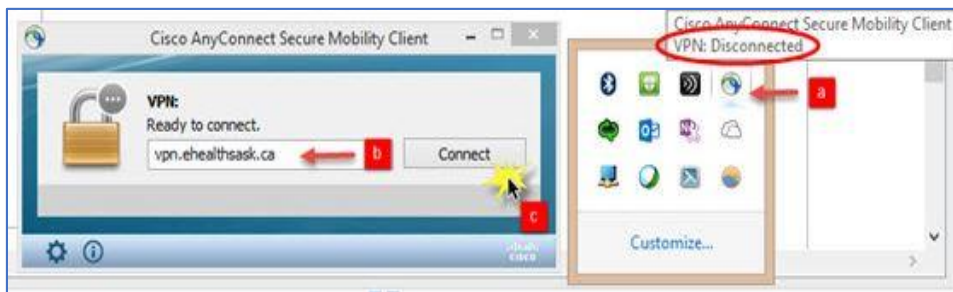 Cisco AnyConnect Secure Mobility Client
VPN:
Ready to connect.
vpn.ehealthsask.ca
b
Connect
c
cisco
Cisco AnyConnect Secure Mobility Client
VPN: Disconnected
a
Customize...